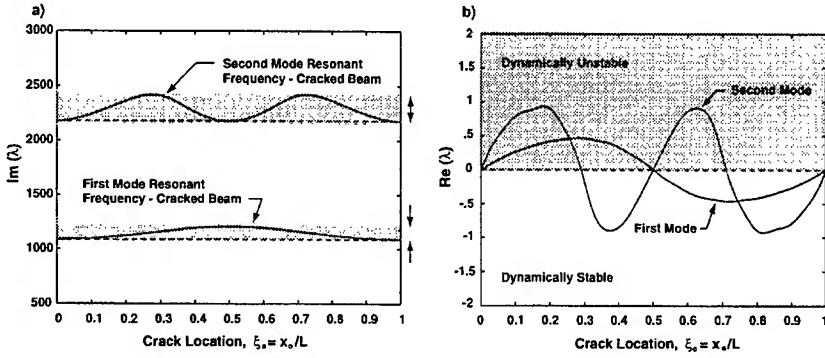 a)
3000
2500
2000
1500
1000
500
Im (λ)
Second Mode Resonant
Frequency - Cracked Beam
First Mode Resonant
Frequency - Cracked Beam
0 0.1 0.2 0.3 0.4 0.5 0.6 0.7 0.8 0.9 1
Crack Location, ξₒ = xₒ/L
b)
2
1.5
1
0.5
0
-0.5
-1
-1.5
-2
Re (λ)
Dynamically Unstable
Second Mode
First Mode
Dynamically Stable
0 0.1 0.2 0.3 0.4 0.5 0.6 0.7 0.8 0.9 1
Crack Location, ξₒ = xₒ/L